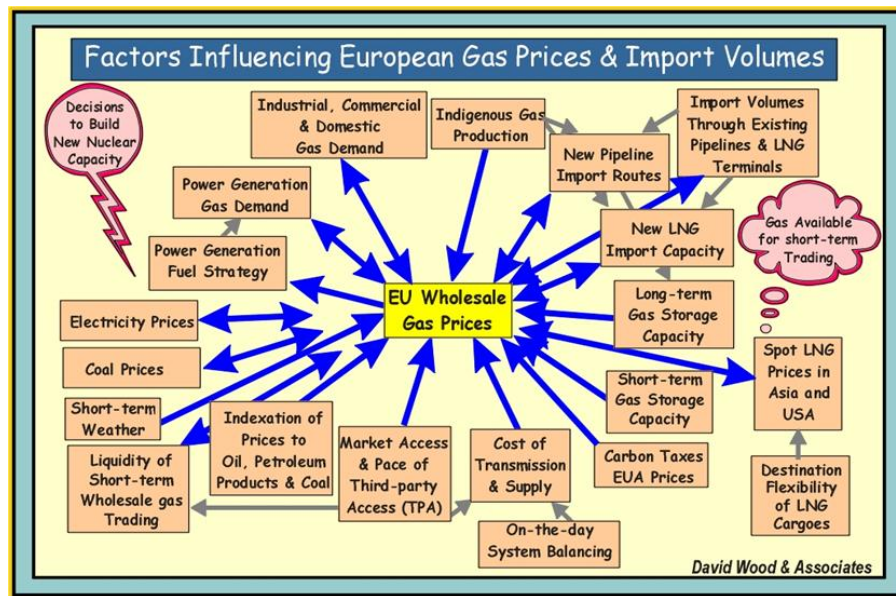 Factors Influencing European Gas Prices & Import Volumes
Decisions
to Build
New Nuclear
Capacity
Industrial, Commercial
& Domestic
Gas Demand
Indigenous Gas
Production
Import Volumes
Through Existing
Pipelines & LNG
Terminals
New Pipeline
Import Routes
Power Generation
Gas Demand
New LNG
Import Capacity
Gas Available
for short-term
Trading
Power Generation
Fuel Strategy
EU Wholesale
Gas Prices
Long-term
Gas Storage
Capacity
Electricity Prices
Spot LNG
Prices in
Asia and
USA
Coal Prices
Short-term
Gas Storage
Capacity
Short-term
Weather
Indexation of
Prices to
Oil, Petroleum
Products & Coal
Market Access
& Pace of
Third-party
Access (TPA)
Cost of
Transmission
& Supply
Carbon Taxes
EUA Prices
Liquidity of
Short-term
Wholesale gas
Trading
Destination
Flexibility
of LNG
Cargoes
On-the-day
System Balancing
David Wood & Associates